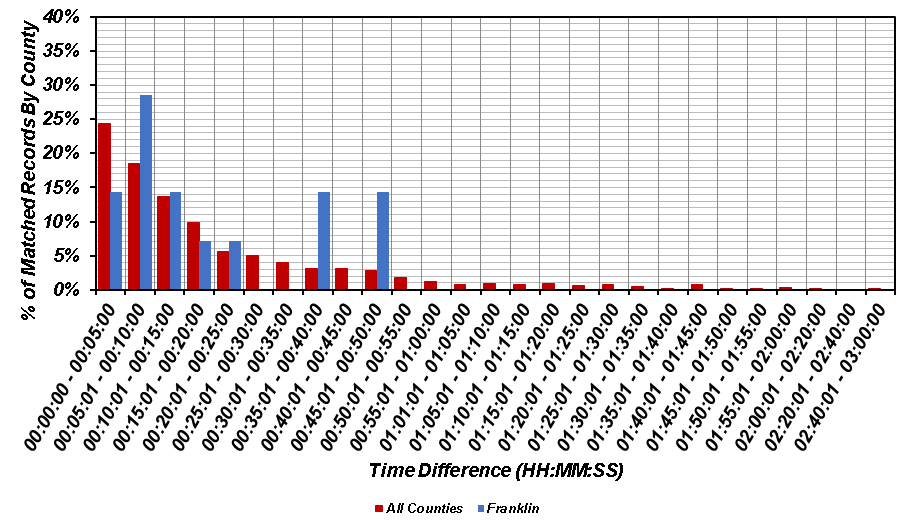 % of Matched Records By County
40%
35%
30%
25%
20%
15%
10%
5%
0%
00:00:00 - 00:05:00
00:05:01 - 00:10:00
00:10:01 - 00:15:00
00:15:01 - 00:20:00
00:20:01 - 00:25:00
00:25:01 - 00:30:00
00:30:01 - 00:35:00
00:35:01 - 00:40:00
00:40:01 - 00:45:00
00:45:01 - 00:50:00
00:50:01 - 00:55:00
00:55:01 - 01:00:00
01:01:01 - 01:05:00
01:05:01 - 01:10:00
01:10:01 - 01:15:00
01:15:01 - 01:20:00
01:20:01 - 01:25:00
01:25:01 - 01:30:00
01:30:01 - 01:35:00
01:35:01 - 01:40:00
01:40:01 - 01:45:00
01:45:01 - 01:50:00
01:50:01 - 01:55:00
01:55:01 - 02:00:00
02:00:01 - 02:20:00
02:20:01 - 02:40:00
02:40:01 - 03:00:00
Time Difference (HH:MM:SS)
All Counties Franklin